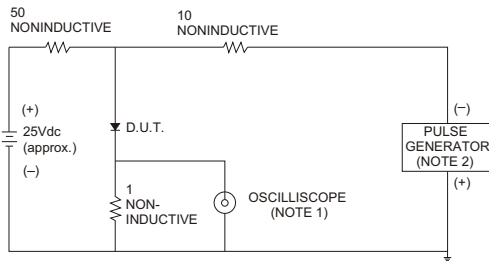 50
NONINDUCTIVE
10
NONINDUCTIVE
(+)
25Vdc
(approx.)
(–)
D.U.T.
1
NON-
INDUCTIVE
OSCILLISCOPE
(NOTE 1)
(–)
PULSE
GENERATOR
(NOTE 2)
(+)